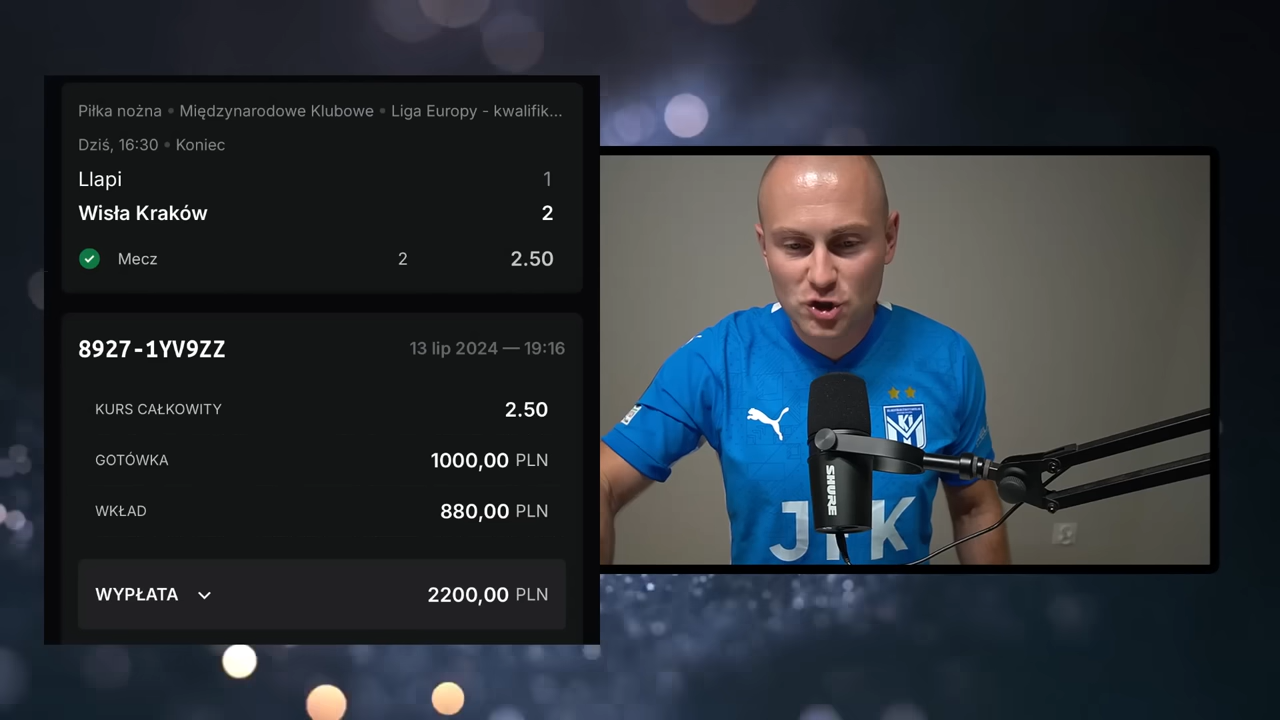 Piłka nożna • Międzynarodowe Klubowe • Liga Europy - kwalifik...
Dziś, 16:30 • Koniec
Llapi 1
Wisła Kraków 2
Mecz 2 2.50
8927-1YV9ZZ 13 lip 2024 — 19:16
KURS CAŁKOWITY 2.50
GOTÓWKA 1000,00 PLN
WKŁAD 880,00 PLN
WYPŁATA 2200,00 PLN
SHURE
KÍ